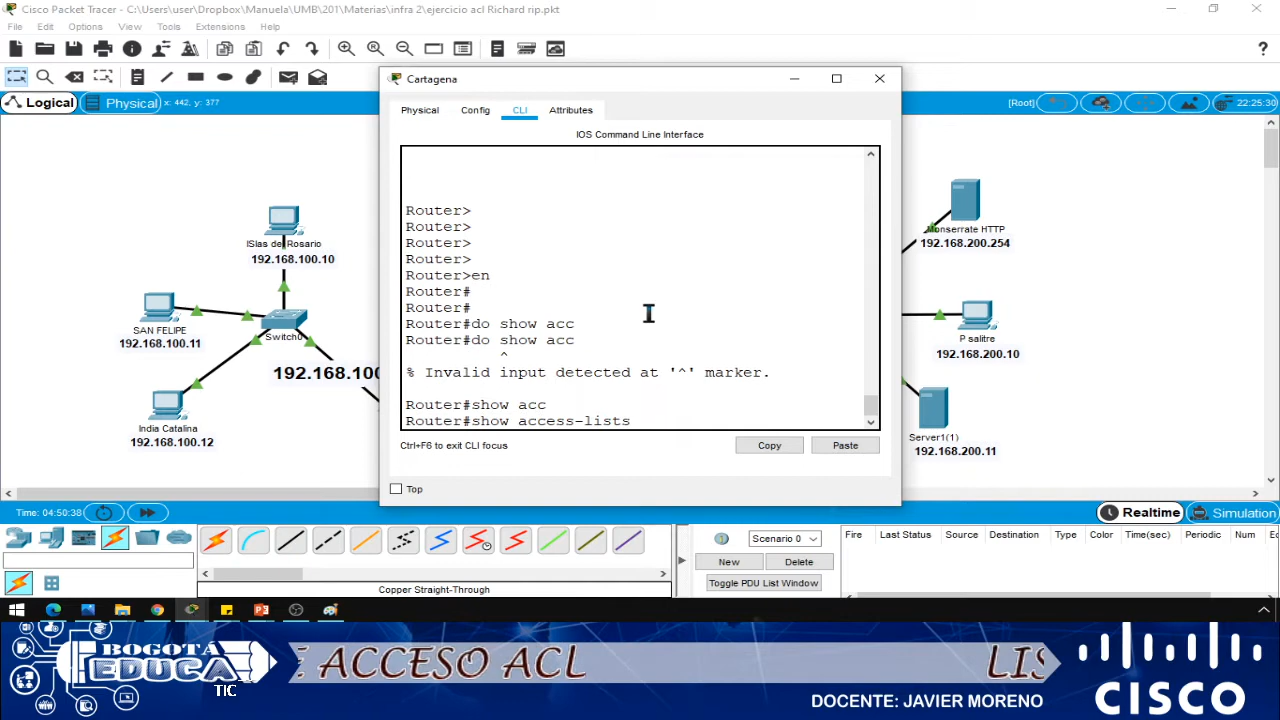 Cisco Packet Tracer - C:\Users\user\Dropbox\Manuela\UMB\201\Materias\infra 2\ejercicio acl Richard rip.pkt
File Edit Options View Tools Extensions Help
Logical Physical x: 442, y: 377
[Root] 22:25:30
Cartagena
Physical Config CLI Attributes
IOS Command Line Interface
Router>
Router>
Router>
Router>
Router>en
Router#
Router#
Router#do show acc
Router#do show acc
^
% Invalid input detected at '^' marker.
Router#show acc
Router#show access-lists
Ctrl+F6 to exit CLI focus
Copy
Paste
Top
ISlas del Rosario
192.168.100.10
SAN FELIPE
192.168.100.11
Switch0
192.168.100
India Catalina
192.168.100.12
Monserrate HTTP
192.168.200.254
P salitre
192.168.200.10
Server1(1)
192.168.200.11
Time: 04:50:38
Realtime Simulation
Scenario 0
New Delete
Toggle PDU List Window
Fire Last Status Source Destination Type Color Time(sec) Periodic Num Ec
Copper Straight-Through
BOGOTA
EDUCA
TIC
E ACCESO ACL
LIS
DOCENTE: JAVIER MORENO
CISCO